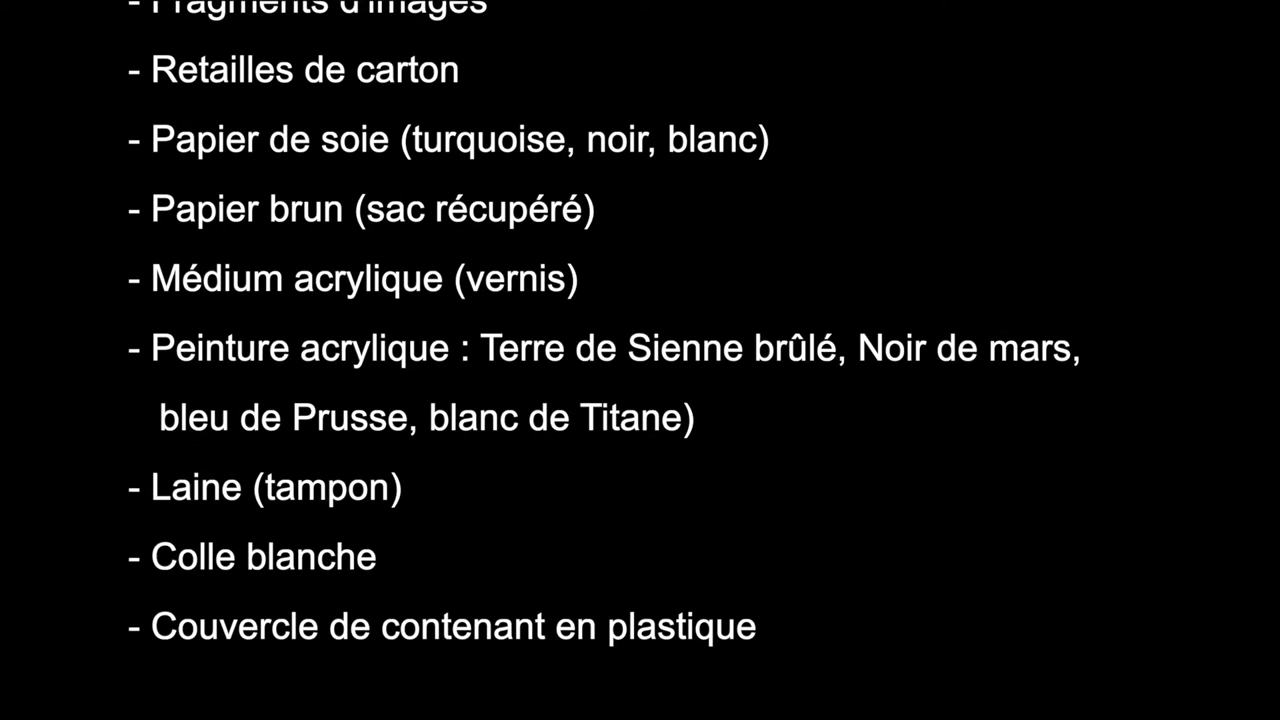 - Fragments d'images
- Retailles de carton
- Papier de soie (turquoise, noir, blanc)
- Papier brun (sac récupéré)
- Médium acrylique (vernis)
- Peinture acrylique : Terre de Sienne brûlé, Noir de mars,
bleu de Prusse, blanc de Titane)
- Laine (tampon)
- Colle blanche
- Couvercle de contenant en plastique